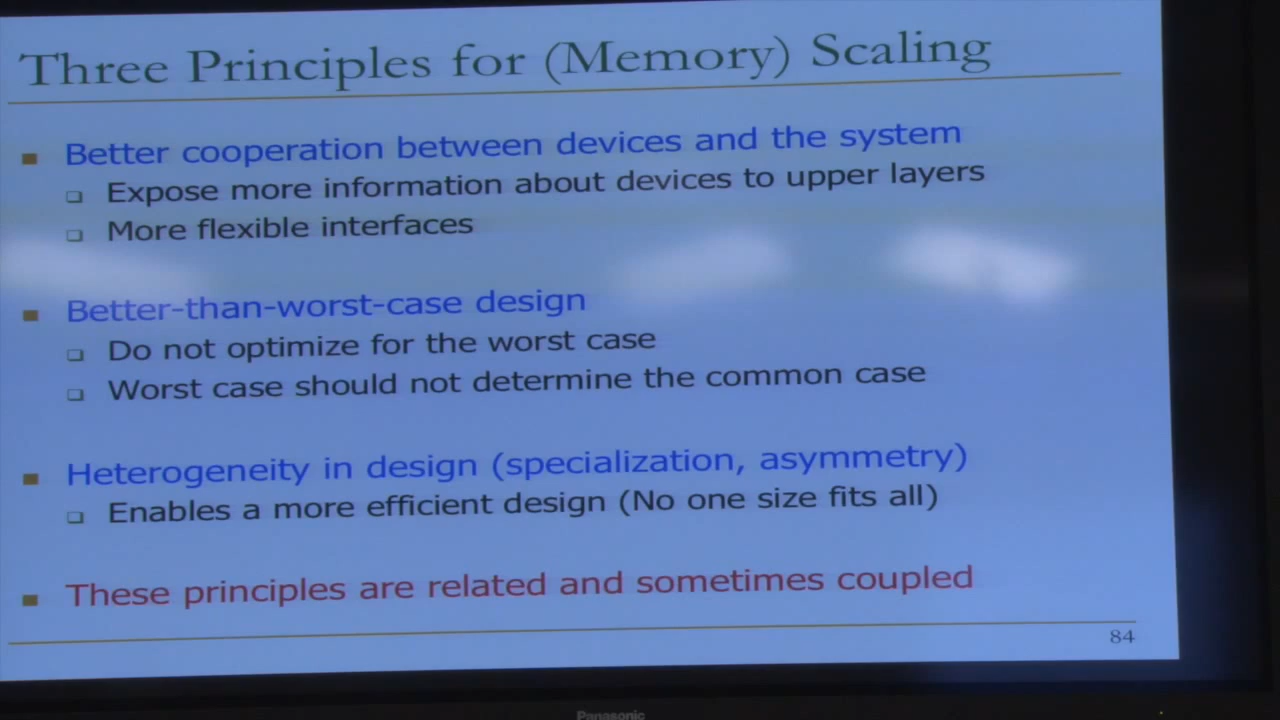 Three Principles for (Memory) Scaling
Better cooperation between devices and the system
Expose more information about devices to upper layers
More flexible interfaces
Better-than-worst-case design
Do not optimize for the worst case
Worst case should not determine the common case
Heterogeneity in design (specialization, asymmetry)
Enables a more efficient design (No one size fits all)
These principles are related and sometimes coupled
84
Panasonic